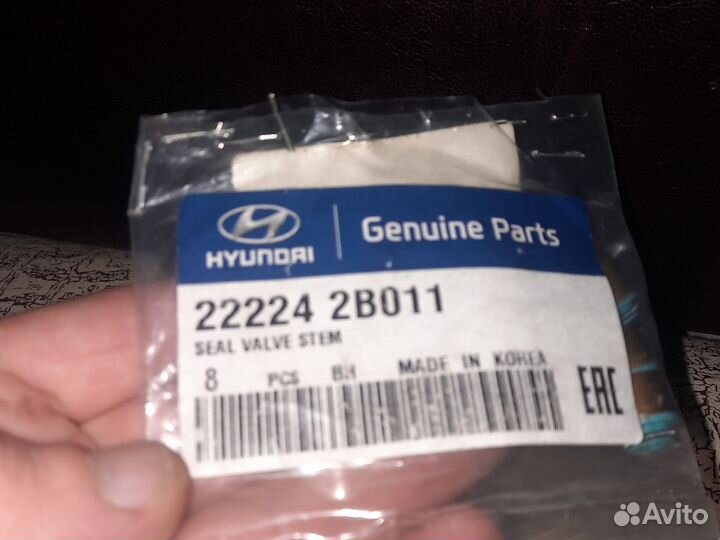 HYUNDAI
Genuine Parts
22224 2B011
SEAL VALVE STEM
8 PCS BH MADE IN KOREA
EAC
Avito